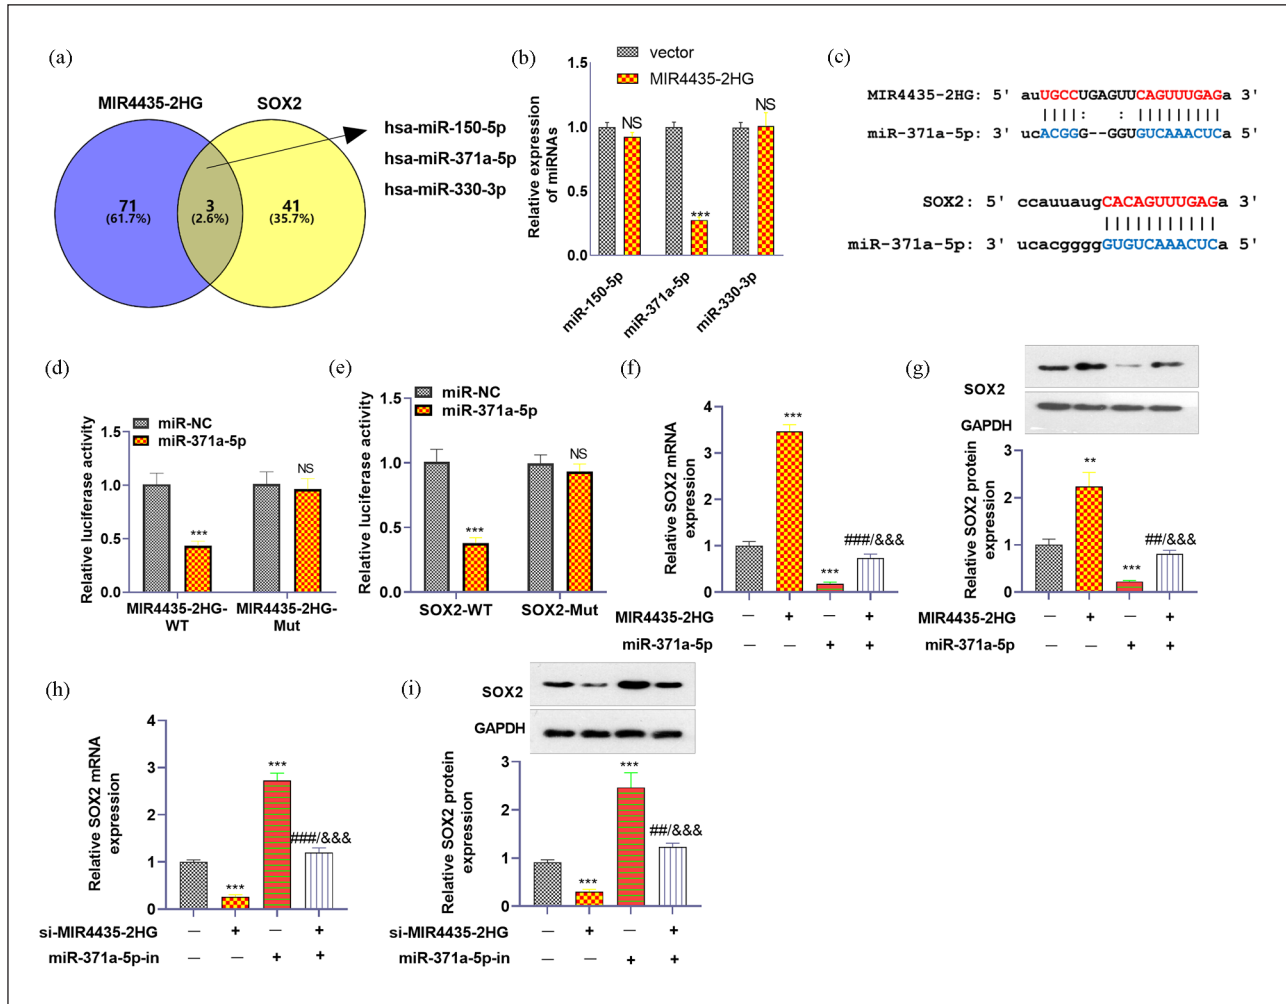 (a)
MIR4435-2HG
SOX2
71
(61.7%)
3
(2.6%)
41
(35.7%)
hsa-miR-150-5p
hsa-miR-371a-5p
hsa-miR-330-3p
(b)
vector
MIR4435-2HG
Relative expression
of miRNAs
1.5
1.0
0.5
0.0
NS
***
NS
miR-150-5p
miR-371a-5p
miR-330-3p
(c)
MIR4435-2HG: 5' auUGCCUGAGUUCAGUUUGAGa 3'
||||: : |||||||||
miR-371a-5p: 3' ucACGGG--GGUGUCAAACUCa 5'
SOX2: 5' ccauuaugCACAGUUUGAGa 3'
|||||||||||
miR-371a-5p: 3' ucacggggGUGUCAAACUCa 5'
(d)
miR-NC
miR-371a-5p
Relative luciferase activity
1.5
1.0
0.5
0.0
***
NS
MIR4435-2HG-
WT
MIR4435-2HG-
Mut
(e)
miR-NC
miR-371a-5p
Relative luciferase activity
1.5
1.0
0.5
0.0
***
NS
SOX2-WT
SOX2-Mut
(f)
Relative SOX2 mRNA
expression
4
3
2
1
0
***
***
###/&&&
MIR4435-2HG
— + — +
miR-371a-5p
— — + +
(g)
SOX2
GAPDH
Relative SOX2 protein
expression
3
2
1
0
**
***
##/&&&
MIR4435-2HG
— + — +
miR-371a-5p
— — + +
(h)
Relative SOX2 mRNA
expression
4
3
2
1
0
***
***
###/&&&
si-MIR4435-2HG
— + — +
miR-371a-5p-in
— — + +
(i)
SOX2
GAPDH
Relative SOX2 protein
expression
3
2
1
0
***
***
##/&&&
si-MIR4435-2HG
— + — +
miR-371a-5p-in
— — + +